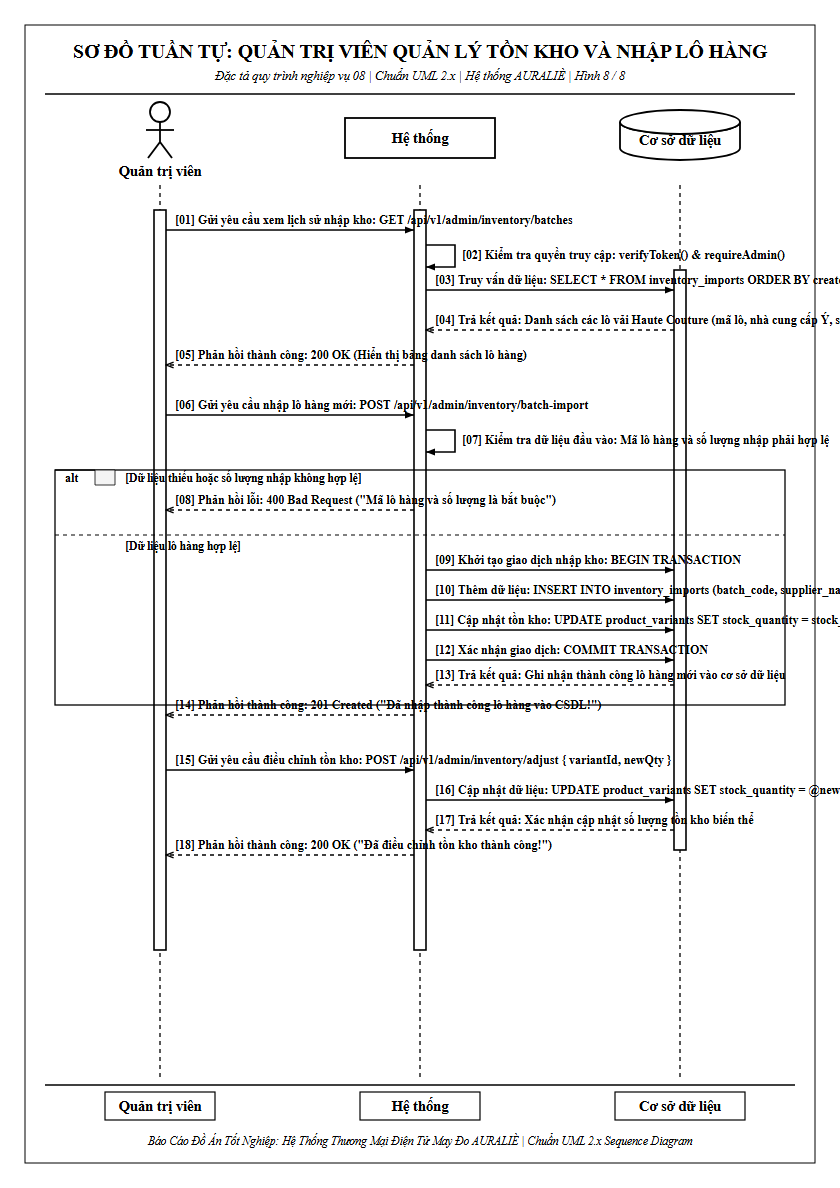 SƠ ĐỒ TUẦN TỰ: QUẢN TRỊ VIÊN QUẢN LÝ TỒN KHO VÀ NHẬP LÔ HÀNG
Đặc tả quy trình nghiệp vụ 08 | Chuẩn UML 2.x | Hệ thống AURALIÈ | Hình 8 / 8
Quản trị viên
Hệ thống
Cơ sở dữ liệu
[01] Gửi yêu cầu xem lịch sử nhập kho: GET /api/v1/admin/inventory/batches
[02] Kiểm tra quyền truy cập: verifyToken() & requireAdmin()
[03] Truy vấn dữ liệu: SELECT * FROM inventory_imports ORDER BY create
[04] Trả kết quả: Danh sách các lô vải Haute Couture (mã lô, nhà cung cấp Ý, s
[05] Phản hồi thành công: 200 OK (Hiển thị bảng danh sách lô hàng)
[06] Gửi yêu cầu nhập lô hàng mới: POST /api/v1/admin/inventory/batch-import
[07] Kiểm tra dữ liệu đầu vào: Mã lô hàng và số lượng nhập phải hợp lệ
alt
[Dữ liệu thiếu hoặc số lượng nhập không hợp lệ]
[08] Phản hồi lỗi: 400 Bad Request ("Mã lô hàng và số lượng là bắt buộc")
[Dữ liệu lô hàng hợp lệ]
[09] Khởi tạo giao dịch nhập kho: BEGIN TRANSACTION
[10] Thêm dữ liệu: INSERT INTO inventory_imports (batch_code, supplier_na
[11] Cập nhật tồn kho: UPDATE product_variants SET stock_quantity = stock_
[12] Xác nhận giao dịch: COMMIT TRANSACTION
[13] Trả kết quả: Ghi nhận thành công lô hàng mới vào cơ sở dữ liệu
[14] Phản hồi thành công: 201 Created ("Đã nhập thành công lô hàng vào CSDL!")
[15] Gửi yêu cầu điều chỉnh tồn kho: POST /api/v1/admin/inventory/adjust { variantId, newQty }
[16] Cập nhật dữ liệu: UPDATE product_variants SET stock_quantity = @new
[17] Trả kết quả: Xác nhận cập nhật số lượng tồn kho biến thể
[18] Phản hồi thành công: 200 OK ("Đã điều chỉnh tồn kho thành công!")
Quản trị viên
Hệ thống
Cơ sở dữ liệu
Báo Cáo Đồ Án Tốt Nghiệp: Hệ Thống Thương Mại Điện Tử May Đo AURALIÈ | Chuẩn UML 2.x Sequence Diagram